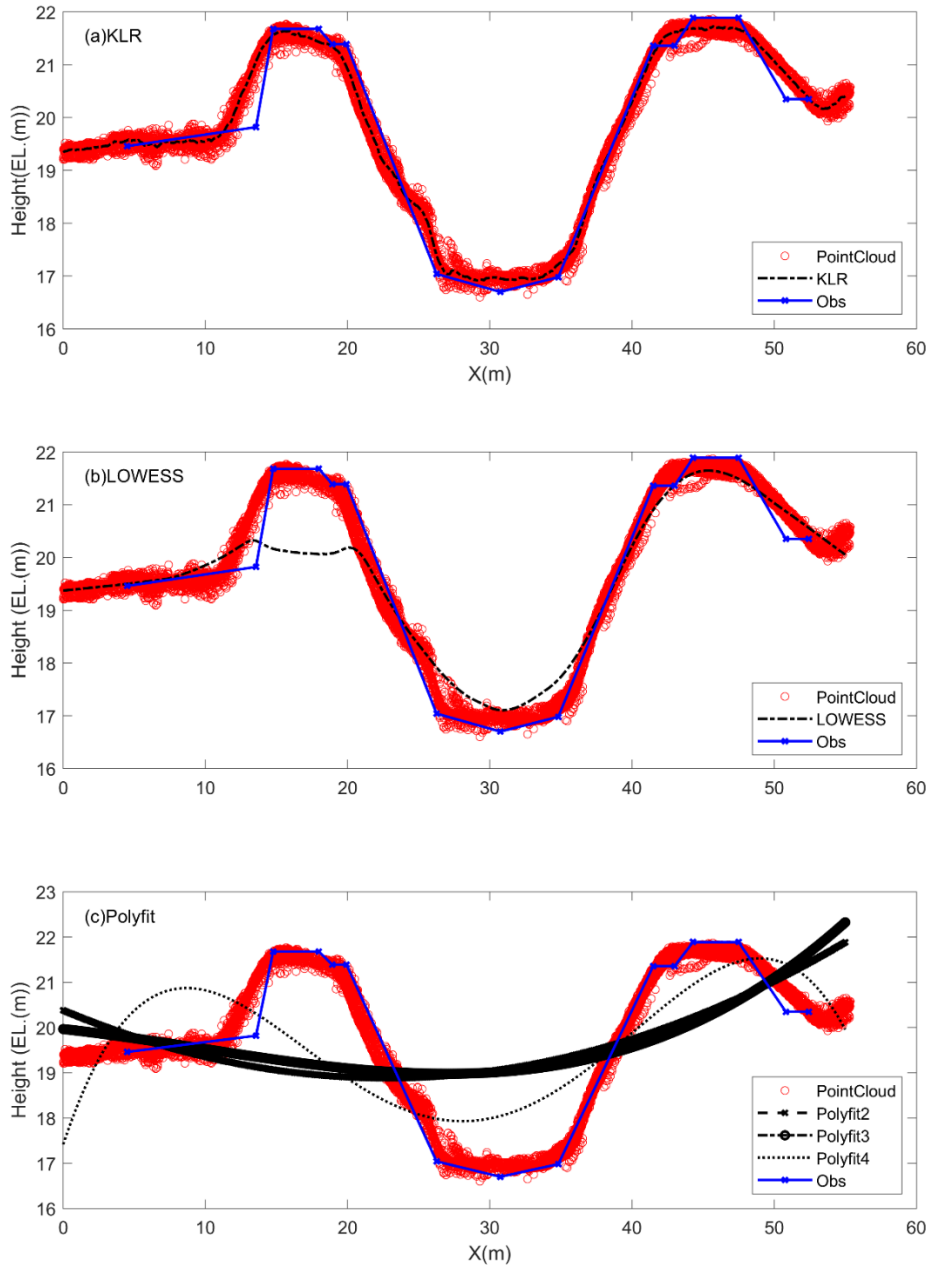 (a)KLR
22
21
20
19
18
17
16
Height(EL.(m))
PointCloud
KLR
Obs
0 10 20 30 40 50 60
X(m)
(b)LOWESS
22
21
20
19
18
17
16
Height (EL.(m))
PointCloud
LOWESS
Obs
0 10 20 30 40 50 60
(c)Polyfit
23
22
21
20
19
18
17
16
Height (EL.(m))
PointCloud
Polyfit2
Polyfit3
Polyfit4
Obs
0 10 20 30 40 50 60
X(m)